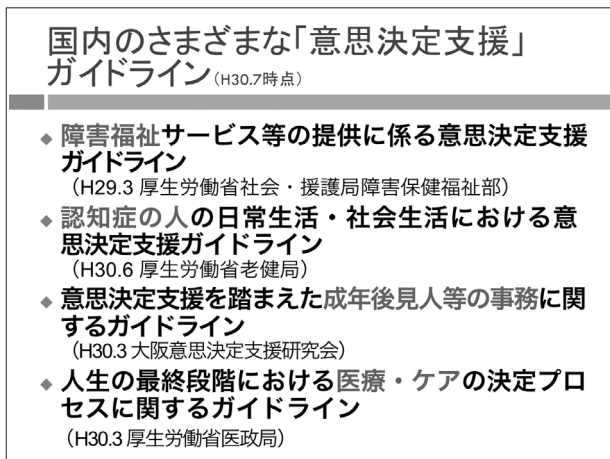 国内のさまざまな「意思決定支援」
ガイドライン（H30.7時点）
◆ 障害福祉サービス等の提供に係る意思決定支援
ガイドライン
（H29.3 厚生労働省社会・援護局障害保健福祉部）
◆ 認知症の人の日常生活・社会生活における意
思決定支援ガイドライン
（H30.6 厚生労働省老健局）
◆ 意思決定支援を踏まえた成年後見人等の事務に関
するガイドライン
（H30.3 大阪意思決定支援研究会）
◆ 人生の最終段階における医療・ケアの決定プロ
セスに関するガイドライン
（H30.3 厚生労働省医政局）